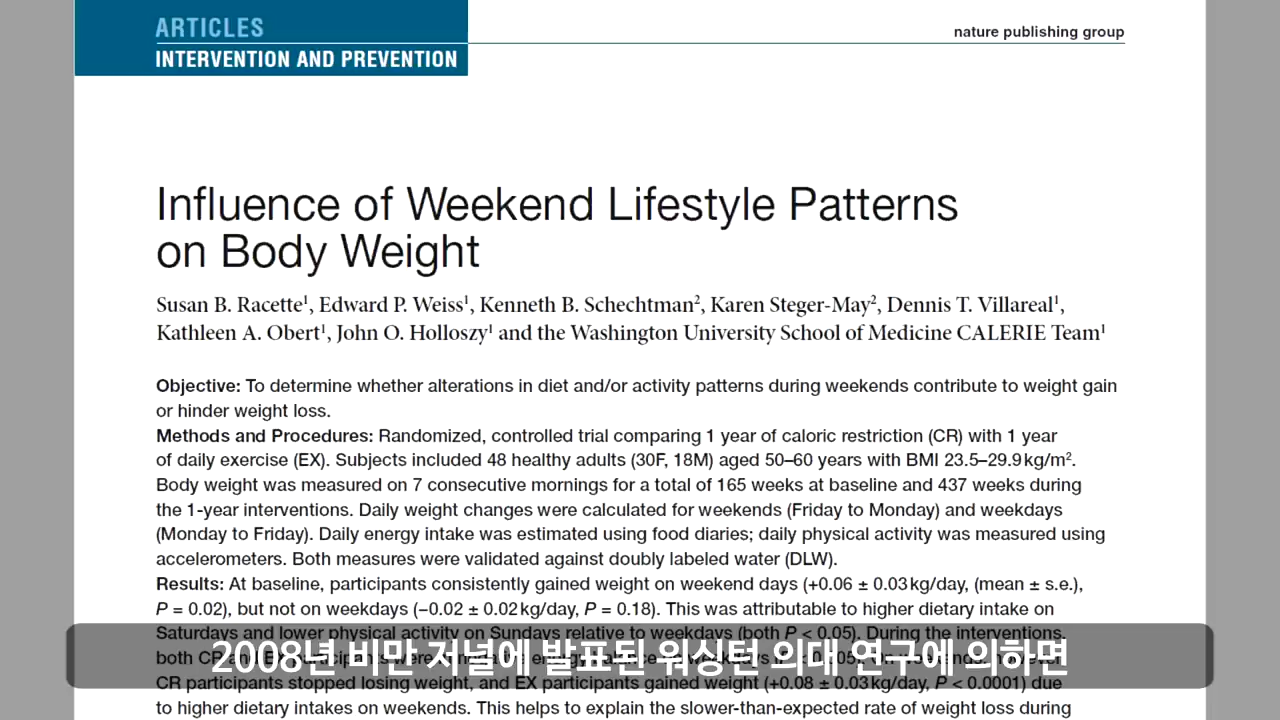 ARTICLES
nature publishing group
INTERVENTION AND PREVENTION
Influence of Weekend Lifestyle Patterns
on Body Weight
Susan B. Racette¹, Edward P. Weiss¹, Kenneth B. Schechtman², Karen Steger-May², Dennis T. Villareal¹,
Kathleen A. Obert¹, John O. Holloszy¹ and the Washington University School of Medicine CALERIE Team¹
Objective: To determine whether alterations in diet and/or activity patterns during weekends contribute to weight gain
or hinder weight loss.
Methods and Procedures: Randomized, controlled trial comparing 1 year of caloric restriction (CR) with 1 year
of daily exercise (EX). Subjects included 48 healthy adults (30F, 18M) aged 50–60 years with BMI 23.5–29.9 kg/m².
Body weight was measured on 7 consecutive mornings for a total of 165 weeks at baseline and 437 weeks during
the 1-year interventions. Daily weight changes were calculated for weekends (Friday to Monday) and weekdays
(Monday to Friday). Daily energy intake was estimated using food diaries; daily physical activity was measured using
accelerometers. Both measures were validated against doubly labeled water (DLW).
Results: At baseline, participants consistently gained weight on weekend days (+0.06 ± 0.03 kg/day, (mean ± s.e.),
P = 0.02), but not on weekdays (−0.02 ± 0.02 kg/day, P = 0.18). This was attributable to higher dietary intake on
Saturdays and lower physical activity on Sundays relative to weekdays (both P < 0.05). During the interventions,
both CR and
2008년 비만 저널에 발표된 워싱턴 의대 연구에 의하면
CR participants stopped losing weight, and EX participants gained weight (+0.08 ± 0.03 kg/day, P < 0.0001) due
to higher dietary intakes on weekends. This helps to explain the slower-than-expected rate of weight loss during